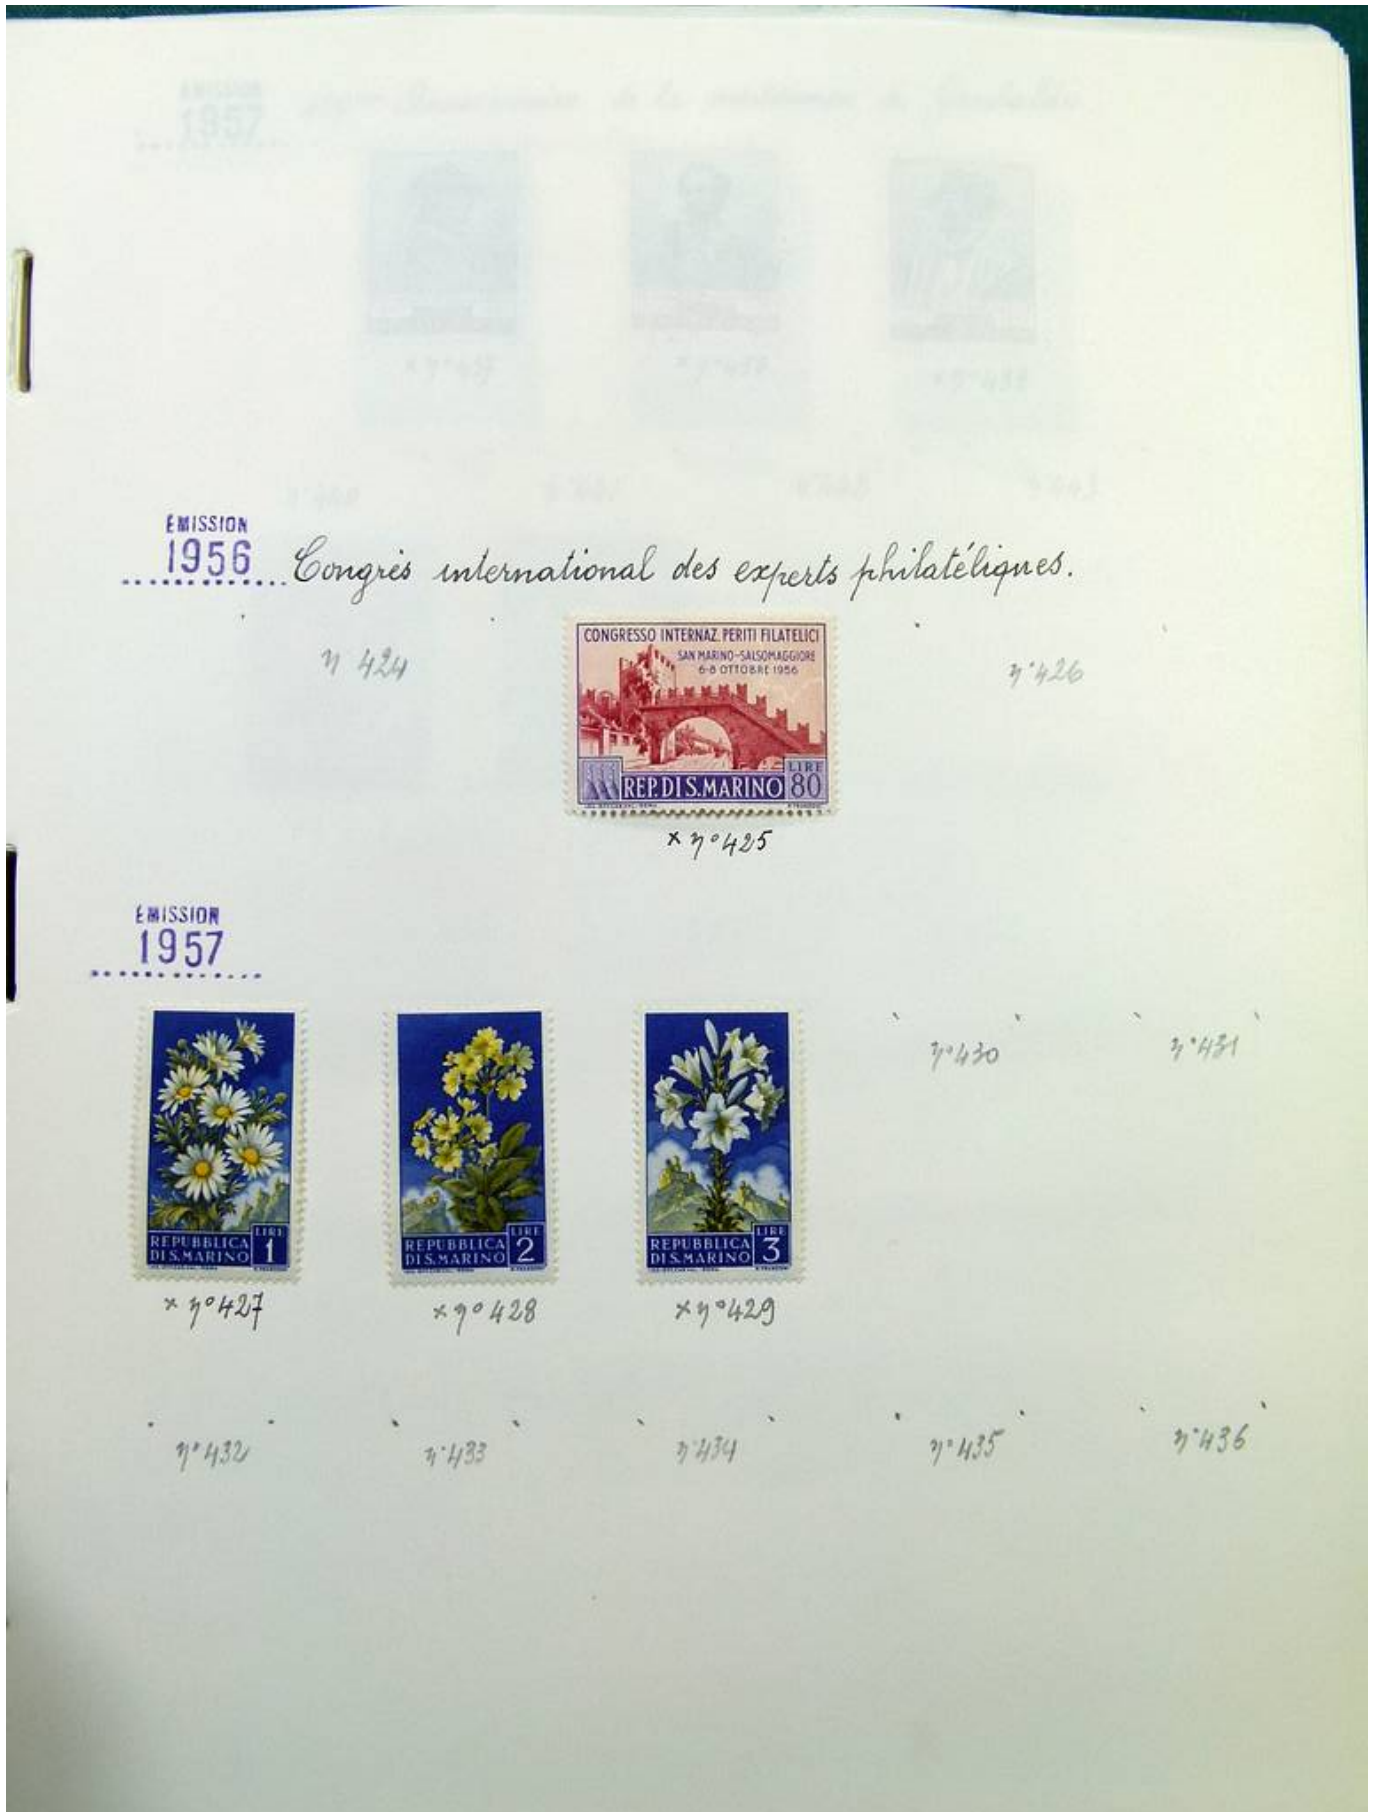 ÉMISSION
1956
Congrès international des experts philatéliques.
n 424
CONGRESSO INTERNAZ. PERITI FILATELICI
SAN MARINO-SALSOMAGGIORE
6-8 OTTOBRE 1956
LIRE
REP. DI S. MARINO 80
n°426
x n°425
ÉMISSION
1957
n°430
n°431
LIRE
REPUBBLICA
DI S. MARINO 1
LIRE
REPUBBLICA
DI S. MARINO 2
LIRE
REPUBBLICA
DI S. MARINO 3
x n°427
x n°428
x n°429
n°432
n°433
n°434
n°435
n°436